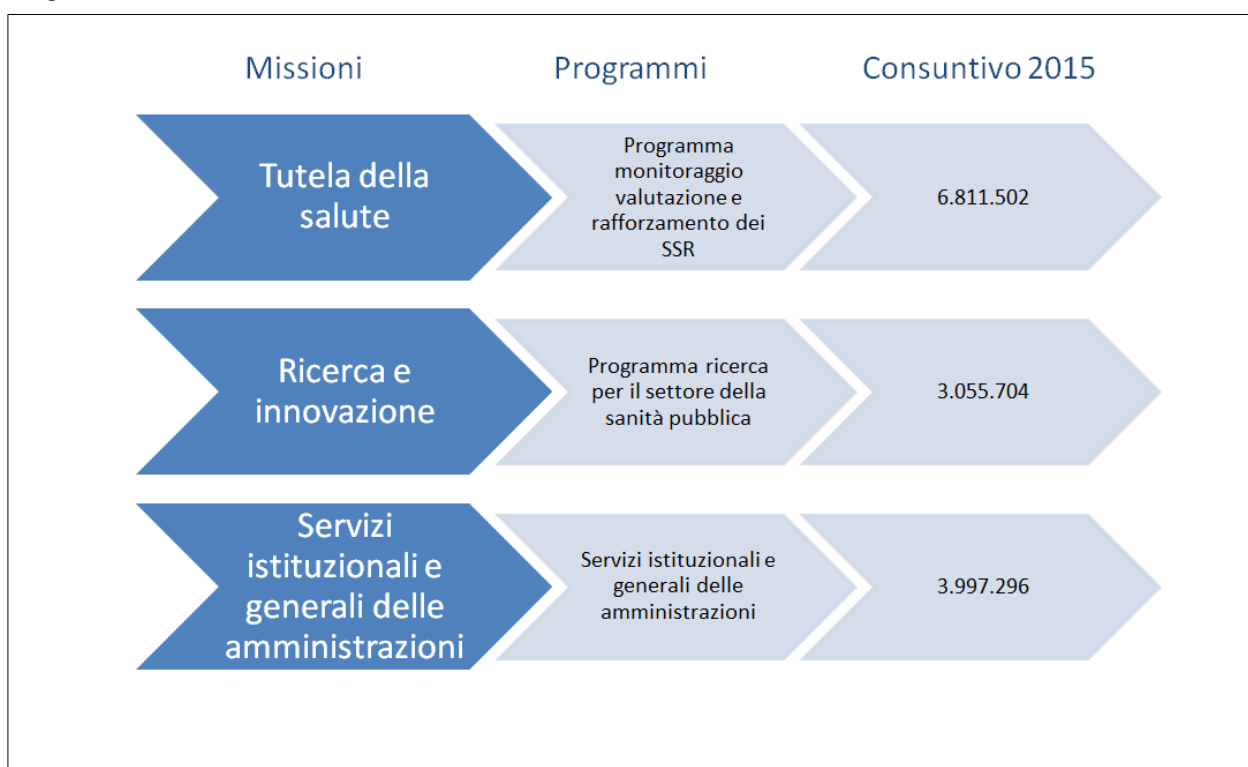 Missioni Programmi Consuntivo 2015
Tutela della
salute
Programma
monitoraggio
valutazione e
rafforzamento dei
SSR
6.811.502
Ricerca e
innovazione
Programma ricerca
per il settore della
sanità pubblica
3.055.704
Servizi
istituzionali e
generali delle
amministrazioni
Servizi istituzionali e
generali delle
amministrazioni
3.997.296